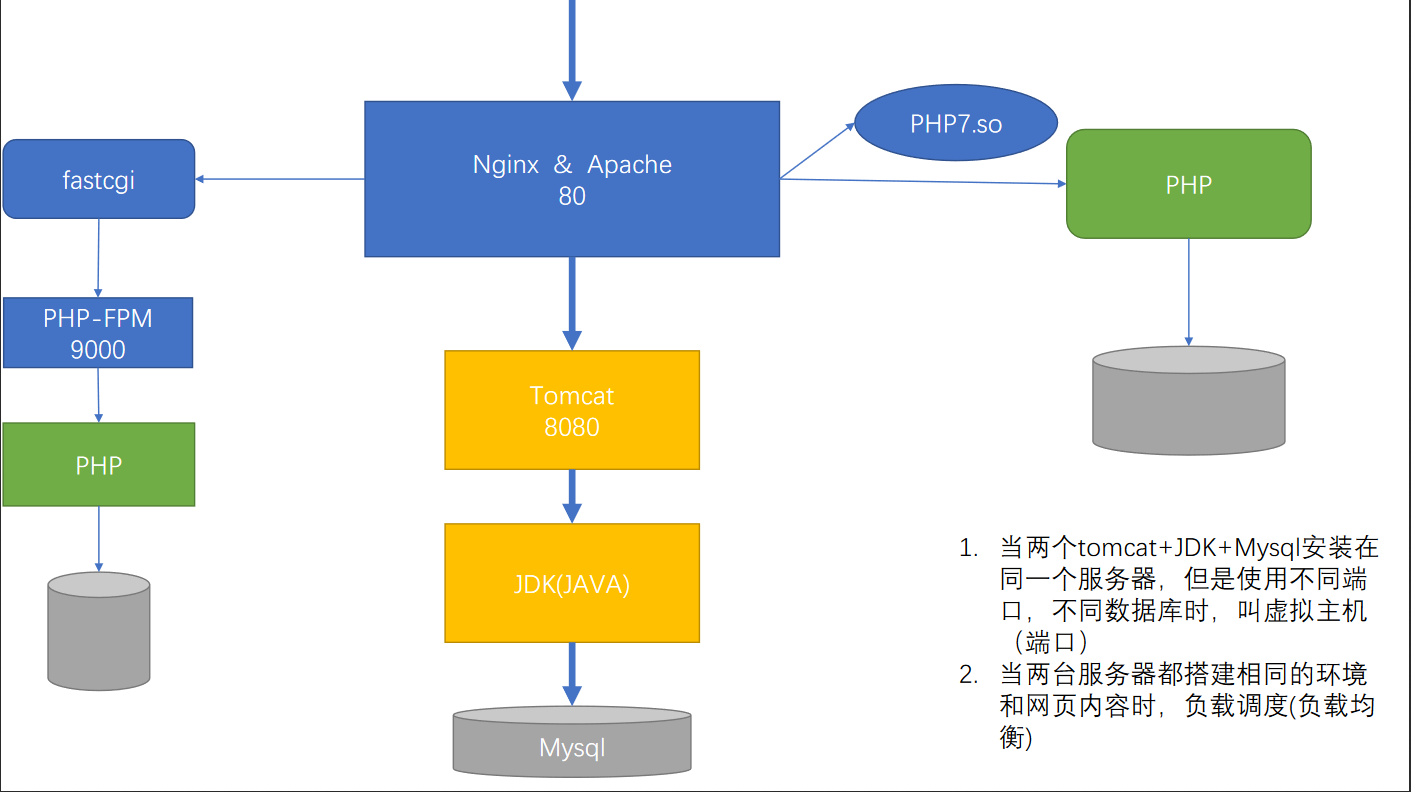 Nginx & Apache
80
PHP7.so
PHP
fastcgi
PHP-FPM
9000
PHP
Tomcat
8080
JDK(JAVA)
Mysql
1. 当两个tomcat+JDK+Mysql安装在
同一个服务器，但是使用不同端
口，不同数据库时，叫虚拟主机
（端口）
2. 当两台服务器都搭建相同的环境
和网页内容时，负载调度(负载均
衡)